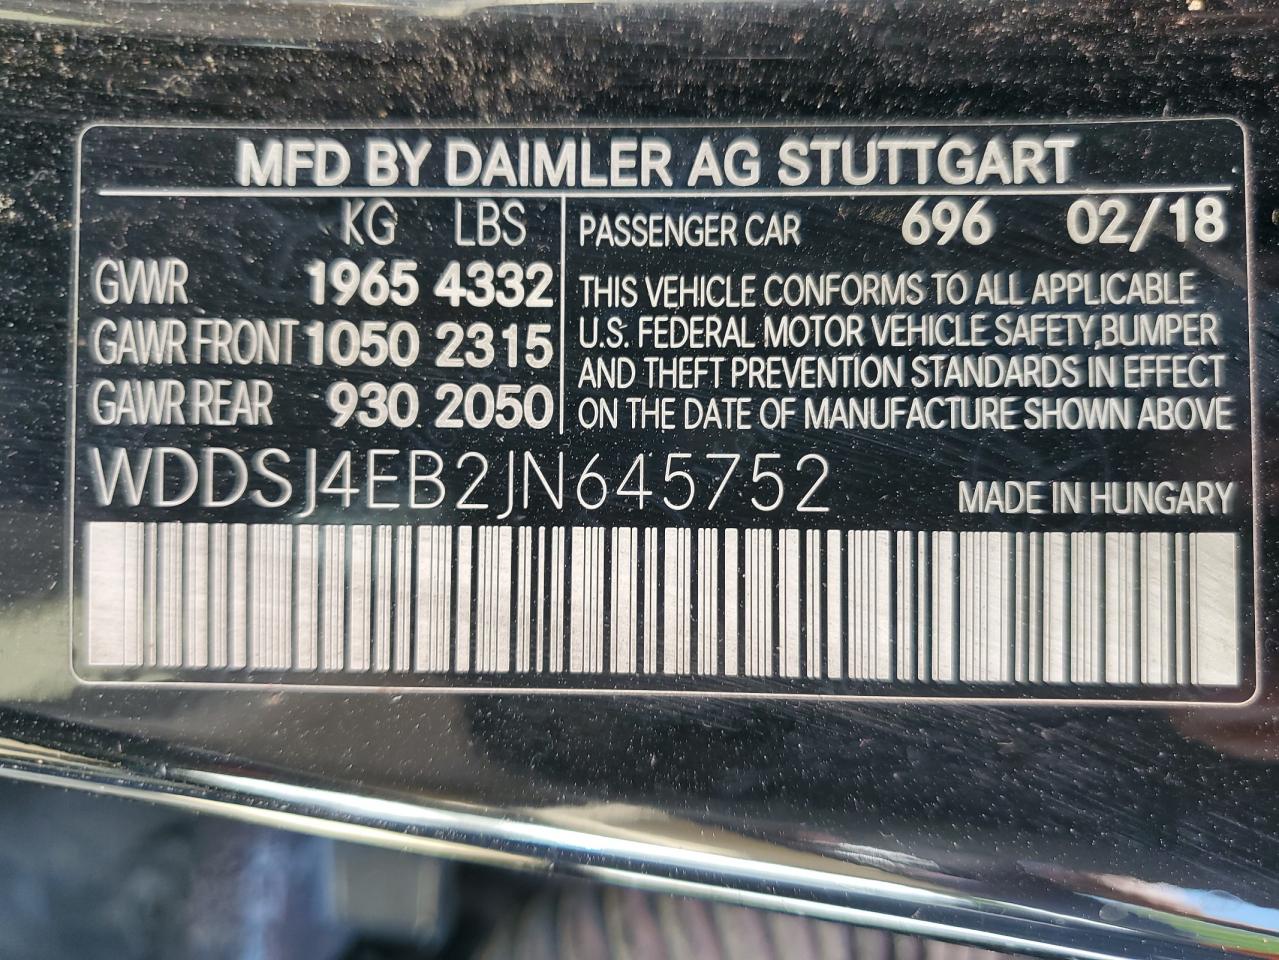 MFD BY DAIMLER AG STUTTGART
KG LBS
GVWR 1965 4332
GAWR FRONT 1050 2315
GAWR REAR 930 2050
PASSENGER CAR 696 02/18
THIS VEHICLE CONFORMS TO ALL APPLICABLE
U.S. FEDERAL MOTOR VEHICLE SAFETY,BUMPER
AND THEFT PREVENTION STANDARDS IN EFFECT
ON THE DATE OF MANUFACTURE SHOWN ABOVE
WDDSJ4EB2JN645752
MADE IN HUNGARY